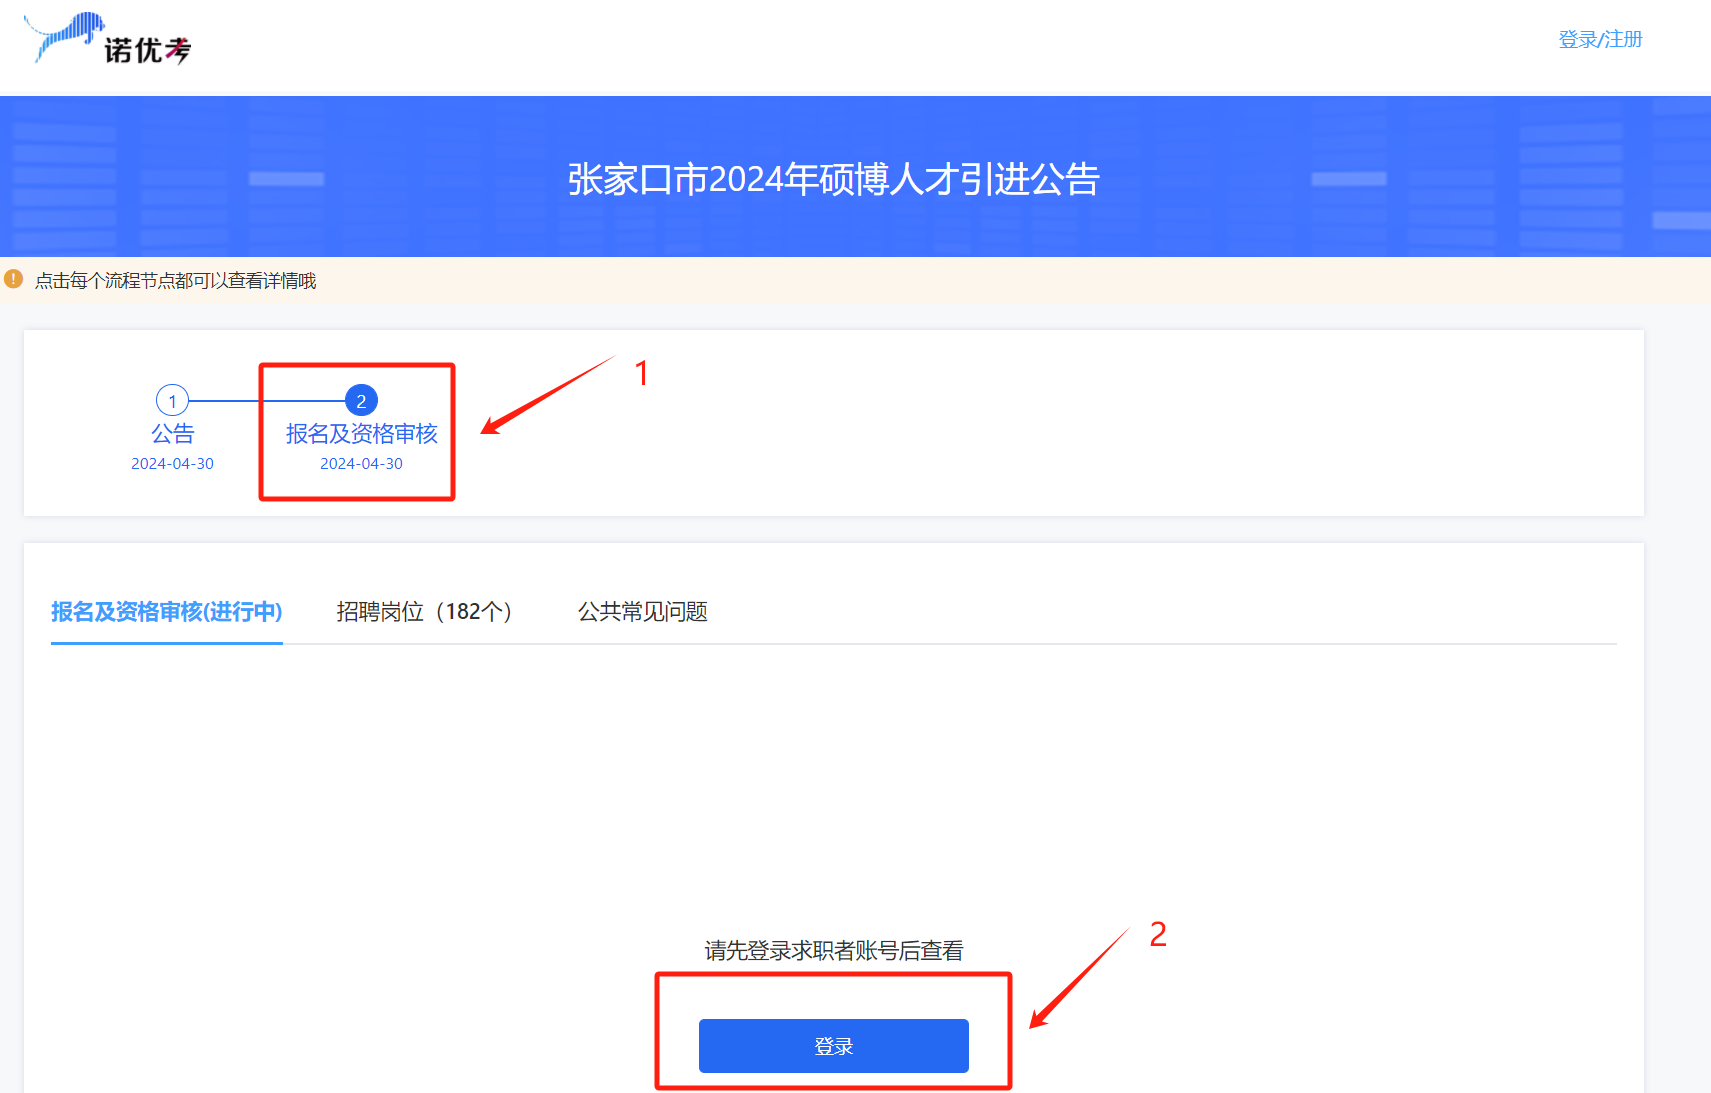 诺优考
登录/注册
张家口市2024年硕博人才引进公告
! 点击每个流程节点都可以查看详情哦
1
1 2
公告 报名及资格审核
2024-04-30 2024-04-30
报名及资格审核(进行中) 招聘岗位（182个） 公共常见问题
2
请先登录求职者账号后查看
登录